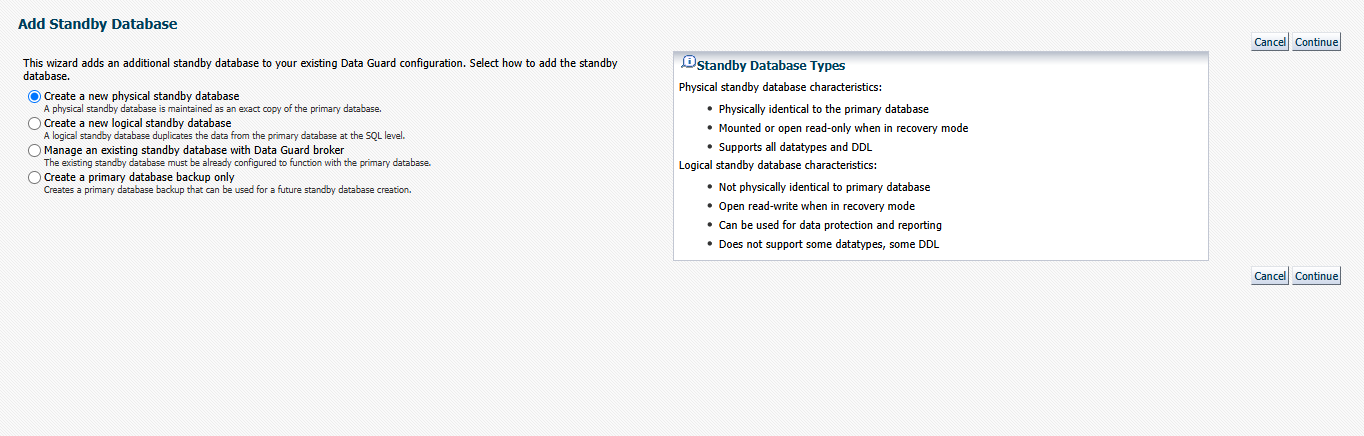 Add Standby Database
Cancel Continue
This wizard adds an additional standby database to your existing Data Guard configuration. Select how to add the standby
database.
Create a new physical standby database
A physical standby database is maintained as an exact copy of the primary database.
Create a new logical standby database
A logical standby database duplicates the data from the primary database at the SQL level.
Manage an existing standby database with Data Guard broker
The existing standby database must be already configured to function with the primary database.
Create a primary database backup only
Creates a primary database backup that can be used for a future standby database creation.
Standby Database Types
Physical standby database characteristics:
• Physically identical to the primary database
• Mounted or open read-only when in recovery mode
• Supports all datatypes and DDL
Logical standby database characteristics:
• Not physically identical to primary database
• Open read-write when in recovery mode
• Can be used for data protection and reporting
• Does not support some datatypes, some DDL
Cancel Continue